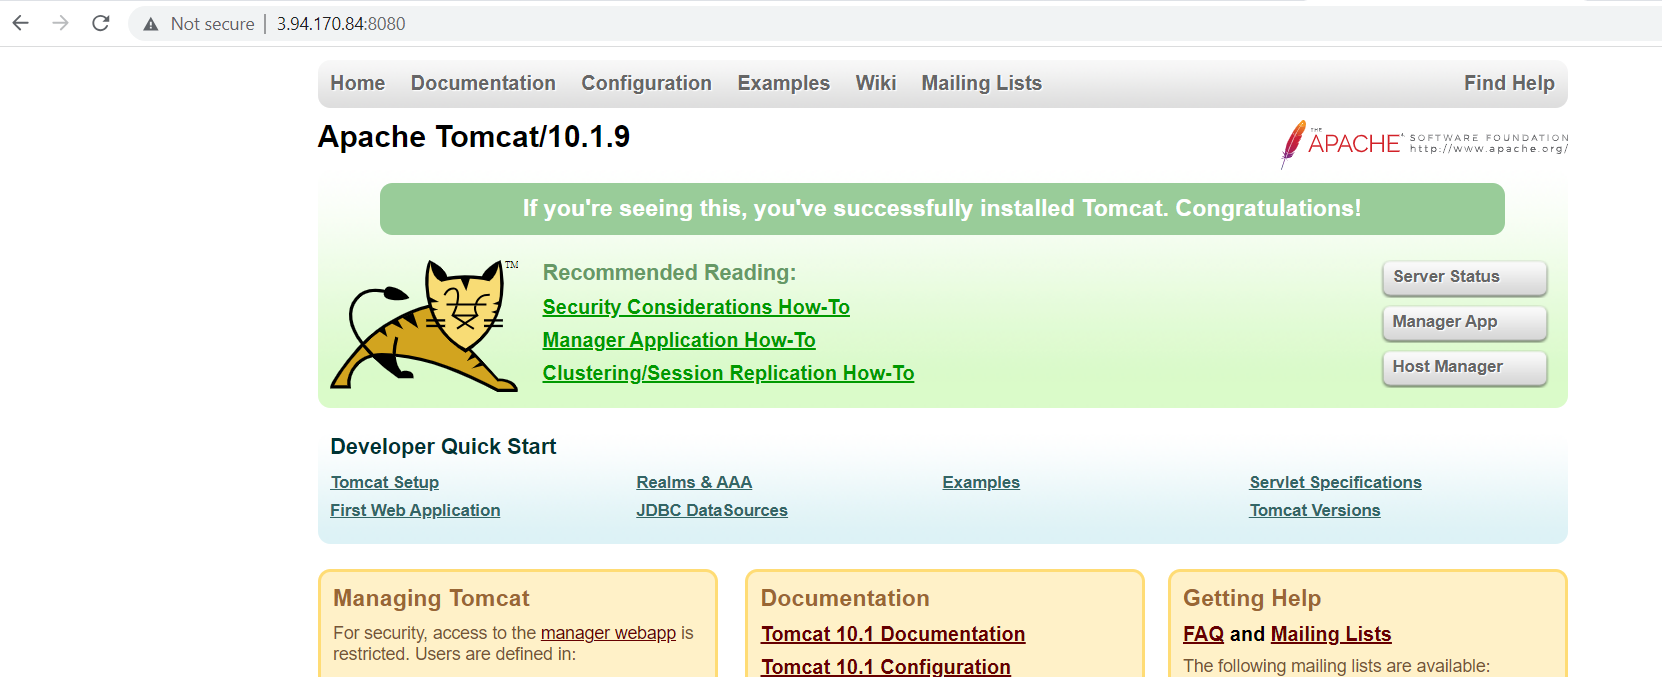 Not secure | 3.94.170.84:8080
Home Documentation Configuration Examples Wiki Mailing Lists Find Help
Apache Tomcat/10.1.9
THE APACHE SOFTWARE FOUNDATION
http://www.apache.org/
If you're seeing this, you've successfully installed Tomcat. Congratulations!
TM
Recommended Reading:
Security Considerations How-To
Manager Application How-To
Clustering/Session Replication How-To
Server Status
Manager App
Host Manager
Developer Quick Start
Tomcat Setup
First Web Application
Realms & AAA
JDBC DataSources
Examples
Servlet Specifications
Tomcat Versions
Managing Tomcat
For security, access to the manager webapp is
restricted. Users are defined in:
Documentation
Tomcat 10.1 Documentation
Tomcat 10.1 Configuration
Getting Help
FAQ and Mailing Lists
The following mailing lists are available: